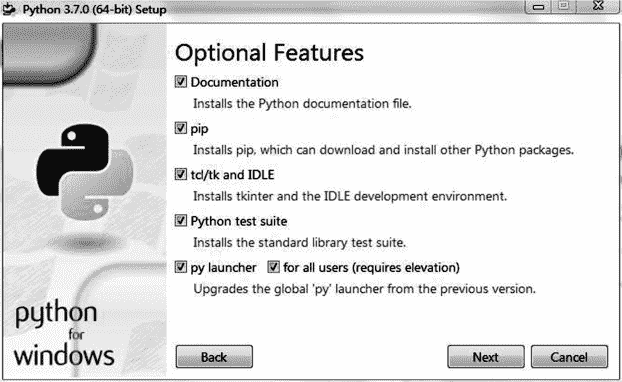 Python 3.7.0 (64-bit) Setup
Optional Features
Documentation
Installs the Python documentation file.
pip
Installs pip, which can download and install other Python packages.
tcl/tk and IDLE
Installs tkinter and the IDLE development environment.
Python test suite
Installs the standard library test suite.
py launcher for all users (requires elevation)
Upgrades the global 'py' launcher from the previous version.
python
for
windows
Back Next Cancel